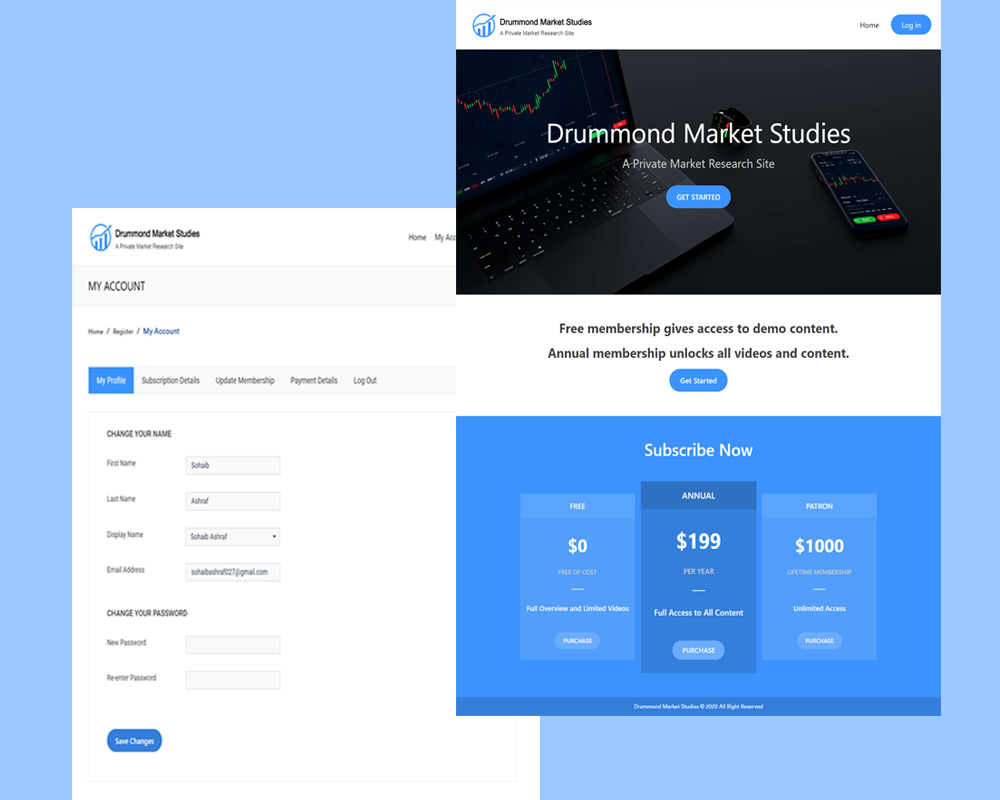 Drummond Market Studies
A Private Market Research Site
Home
Log in
Drummond Market Studies
A Private Market Research Site
GET STARTED
Free membership gives access to demo content.
Annual membership unlocks all videos and content.
Get Started
Subscribe Now
FREE
$0
FREE OF COST
Full Overview and Limited Videos
PURCHASE
ANNUAL
$199
PER YEAR
Full Access to All Content
PURCHASE
PATRON
$1000
LIFETIME MEMBERSHIP
Unlimited Access
PURCHASE
Drummond Market Studies © 2022 All Right Reserved
Drummond Market Studies
A Private Market Research Site
Home My Acc
MY ACCOUNT
Home / Register / My Account
My Profile Subscription Details Update Membership Payment Details Log Out
CHANGE YOUR NAME
First Name Sohaib
Last Name Ashraf
Display Name Sohaib Ashraf
Email Address sohaibashraf027@gmail.com
CHANGE YOUR PASSWORD
New Password
Re-enter Password
Save Changes